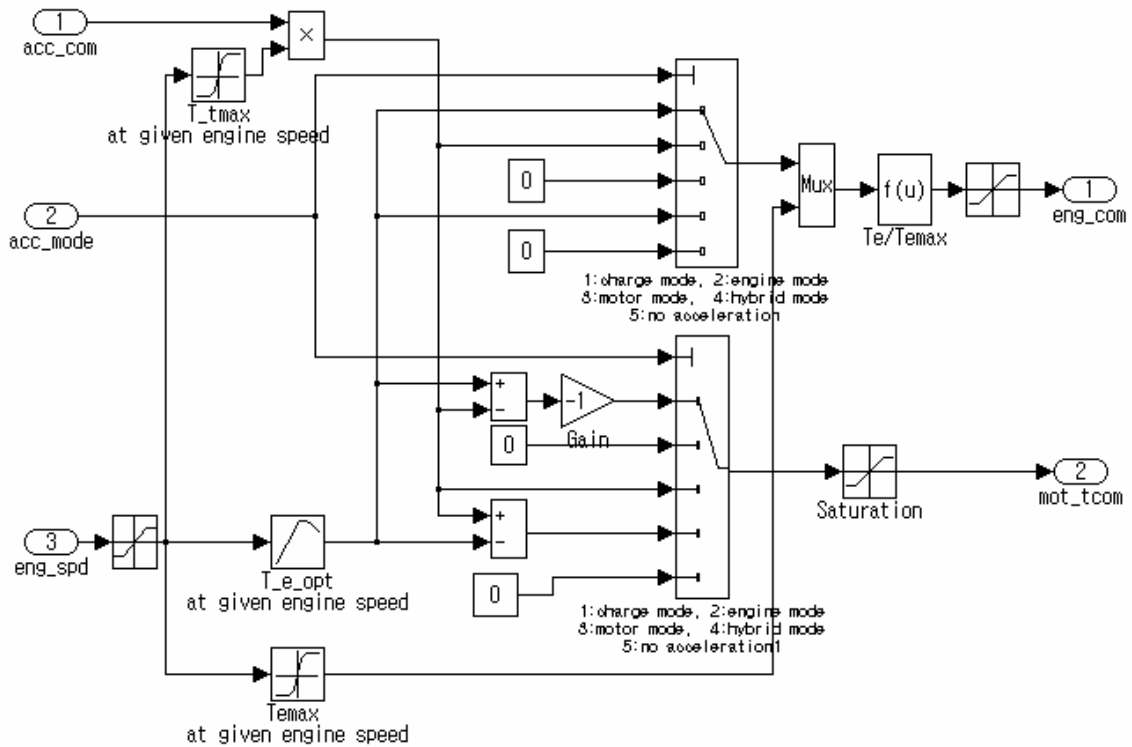 1
acc_com
×
T_tmax
at given engine speed
2
acc_mode
0
0
Mux
f(u)
Te/Temax
1
eng_com
1:charge mode, 2:engine mode
3:motor mode, 4:hybrid mode
5:no acceleration
+
−
-1
Gain
0
Saturation
2
mot_tcom
3
eng_spd
T_e_opt
at given engine speed
+
−
0
1:charge mode, 2:engine mode
3:motor mode, 4:hybrid mode
5:no acceleration1
Temax
at given engine speed